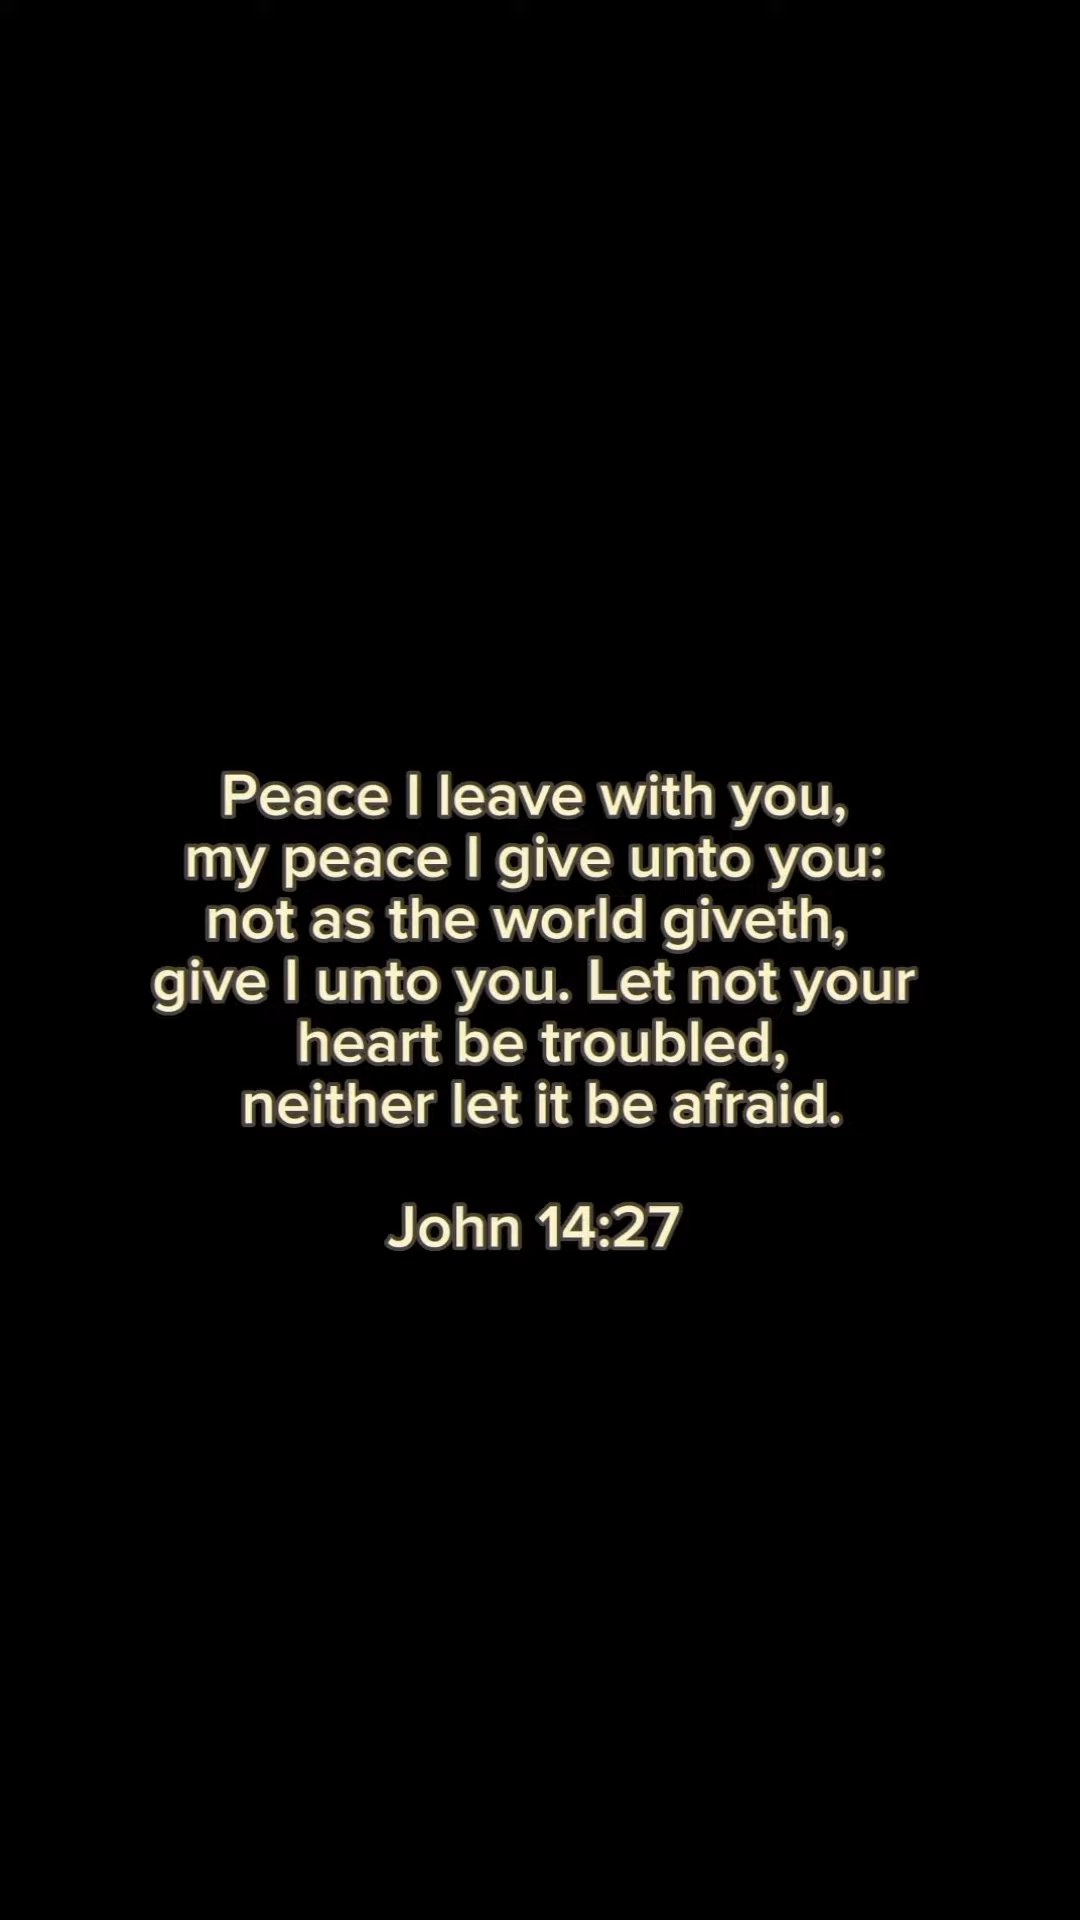 Peace I leave with you,
my peace I give unto you:
not as the world giveth,
give I unto you. Let not your
heart be troubled,
neither let it be afraid.
John 14:27